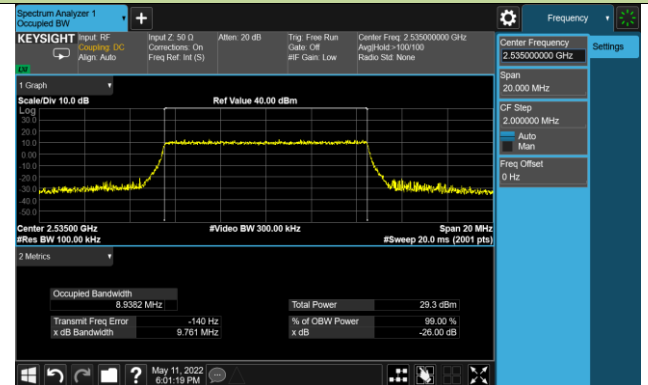 Spectrum Analyzer 1
Occupied BW
Frequency
KEYSIGHT
Input: RF
Coupling: DC
Align: Auto
Input Z: 50 Ω
Corrections: On
Freq Ref: Int (S)
Atten: 20 dB
Trig: Free Run
Gate: Off
#IF Gain: Low
Center Freq: 2.535000000 GHz
Avg|Hold:>100/100
Radio Std: None
Center Frequency
2.535000000 GHz
Settings
Span
20.000 MHz
CF Step
2.000000 MHz
Auto
Man
Freq Offset
0 Hz
1 Graph
Scale/Div 10.0 dB
Ref Value 40.00 dBm
Log
30.0
20.0
10.0
0.00
-10.0
-20.0
-30.0
-40.0
-50.0
Center 2.53500 GHz
#Video BW 300.00 kHz
Span 20 MHz
#Res BW 100.00 kHz
#Sweep 20.0 ms (2001 pts)
2 Metrics
Occupied Bandwidth
8.9382 MHz
Total Power 29.3 dBm
Transmit Freq Error -140 Hz
% of OBW Power 99.00 %
x dB Bandwidth 9.761 MHz
x dB -26.00 dB
May 11, 2022
6:01:19 PM